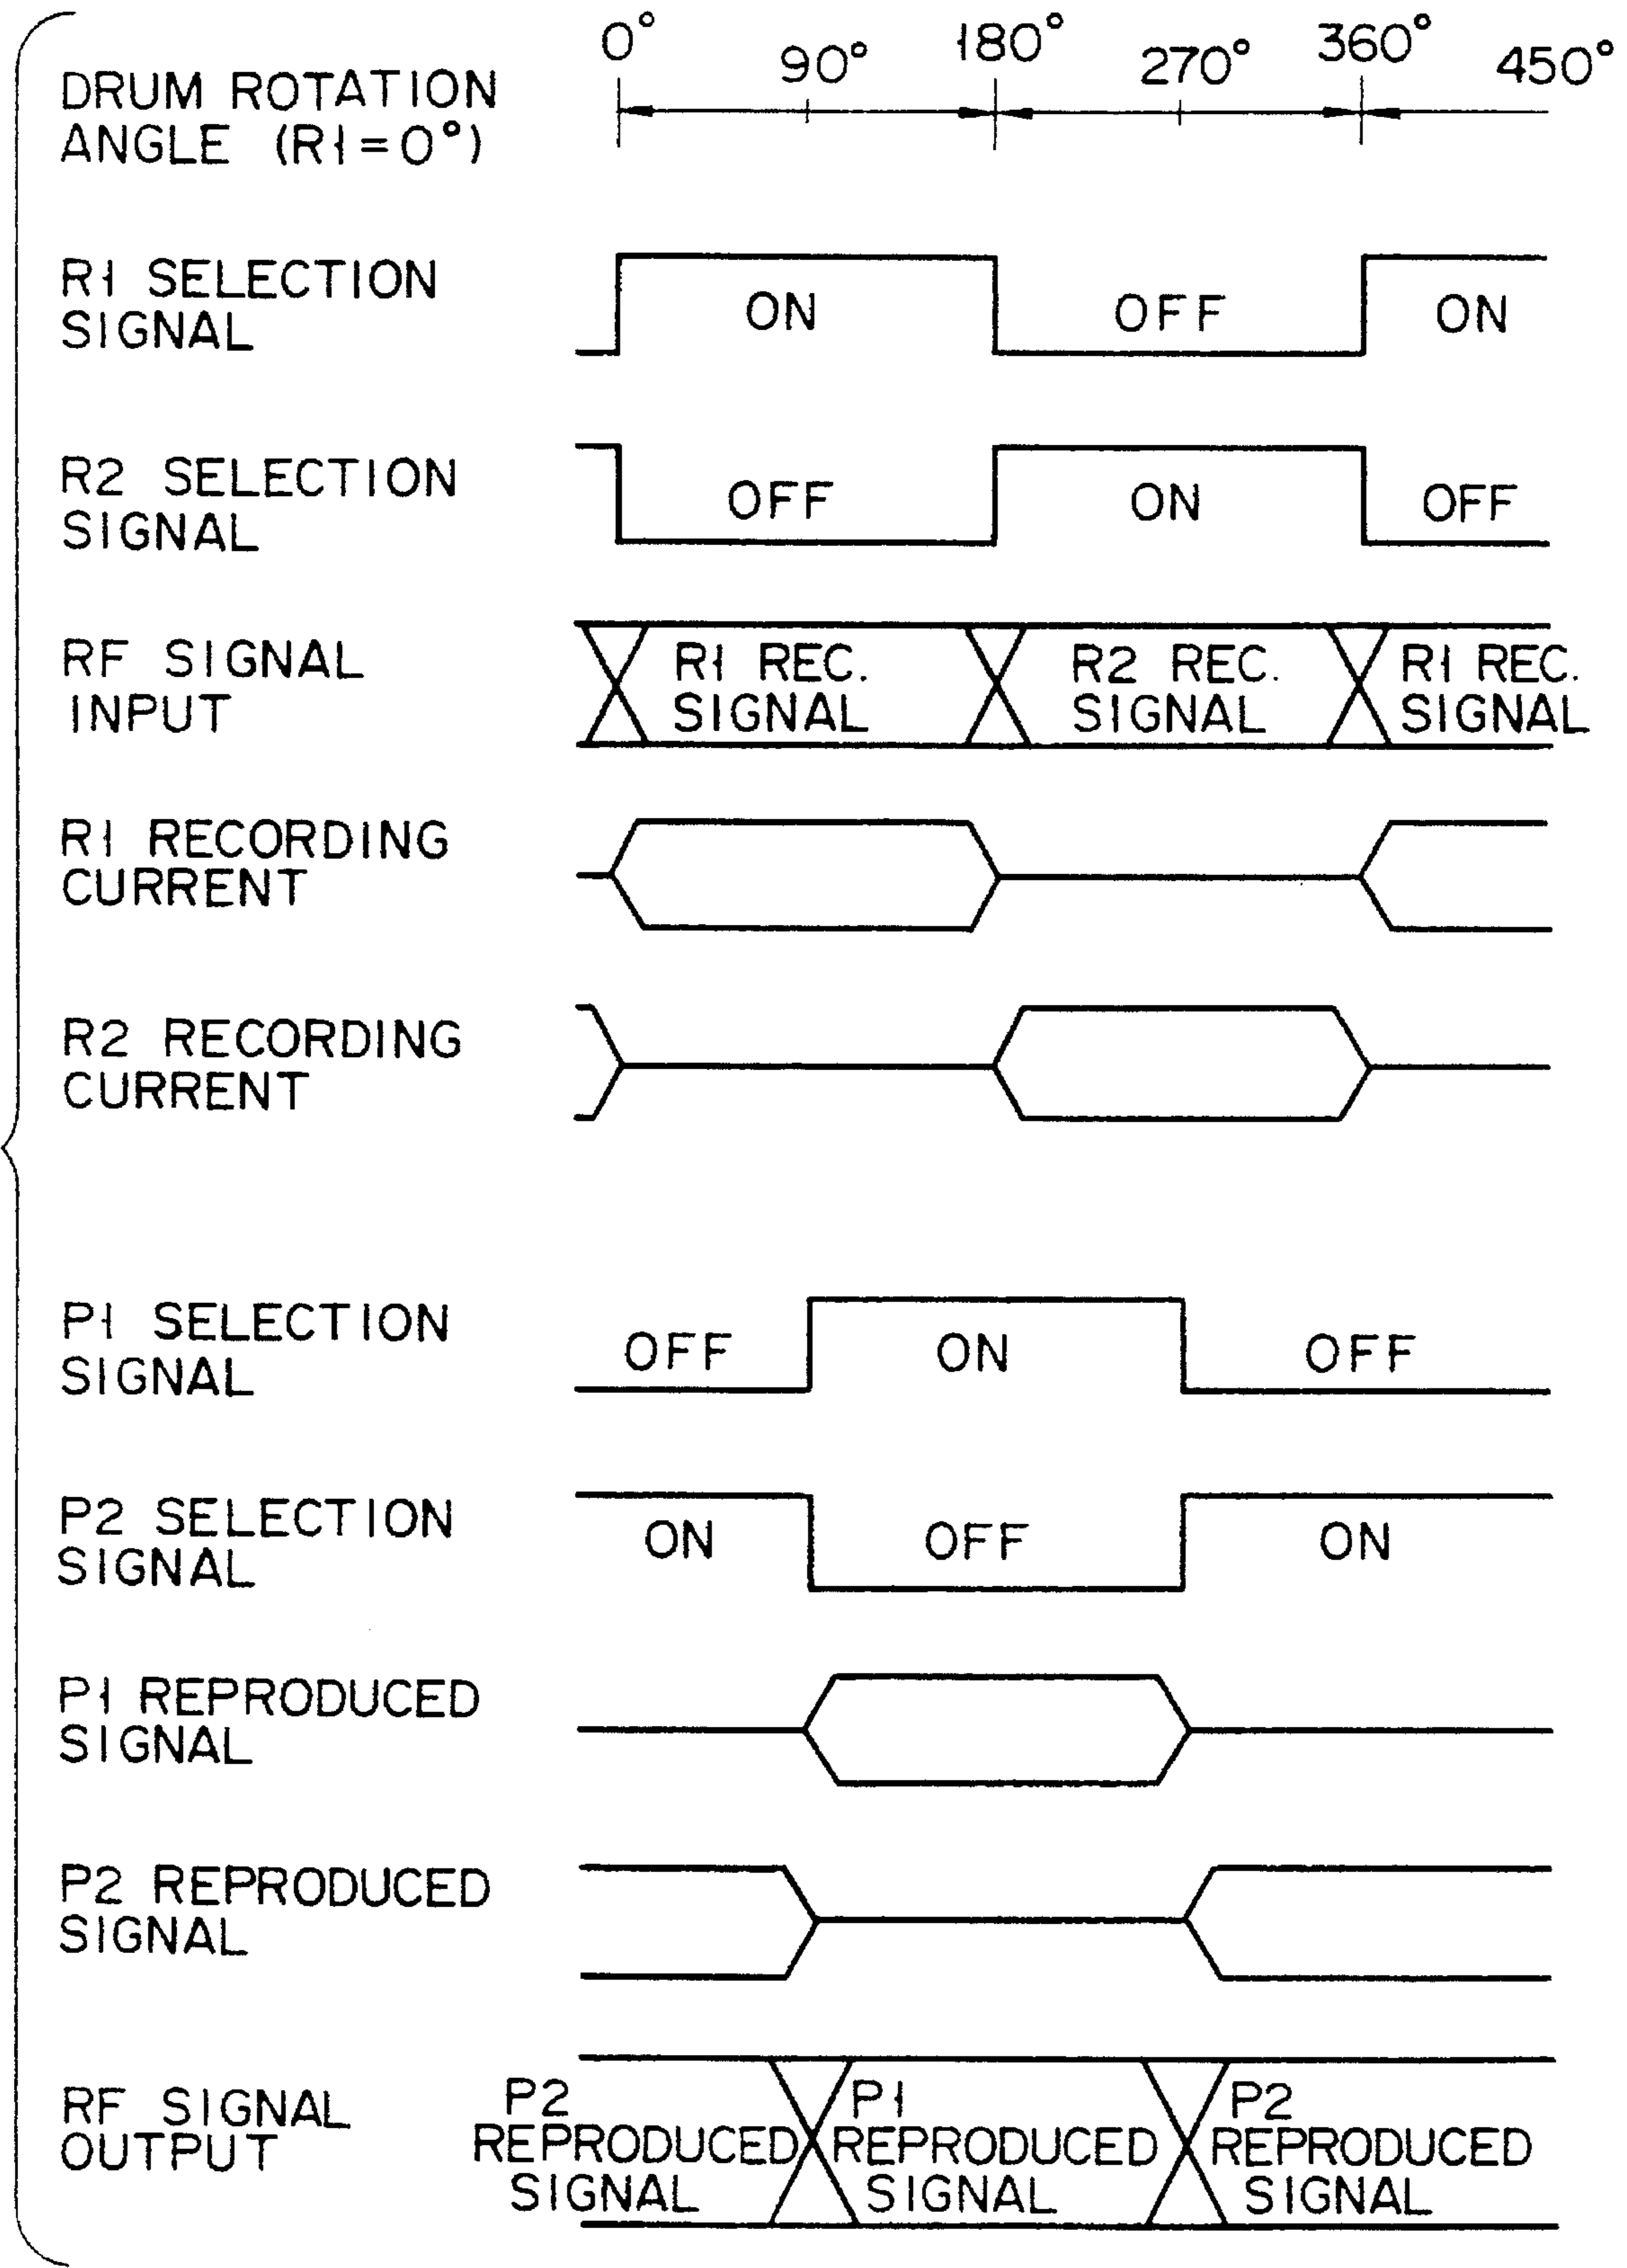 0° 90° 180° 270° 360° 450°
DRUM ROTATION
ANGLE (R1=0°)
R1 SELECTION
SIGNAL
ON OFF ON
R2 SELECTION
SIGNAL
OFF ON OFF
RF SIGNAL
INPUT
R1 REC.
SIGNAL
R2 REC.
SIGNAL
R1 REC.
SIGNAL
R1 RECORDING
CURRENT
R2 RECORDING
CURRENT
P1 SELECTION
SIGNAL
OFF ON OFF
P2 SELECTION
SIGNAL
ON OFF ON
P1 REPRODUCED
SIGNAL
P2 REPRODUCED
SIGNAL
RF SIGNAL
OUTPUT
P2
REPRODUCED
SIGNAL
P1
REPRODUCED
SIGNAL
P2
REPRODUCED
SIGNAL